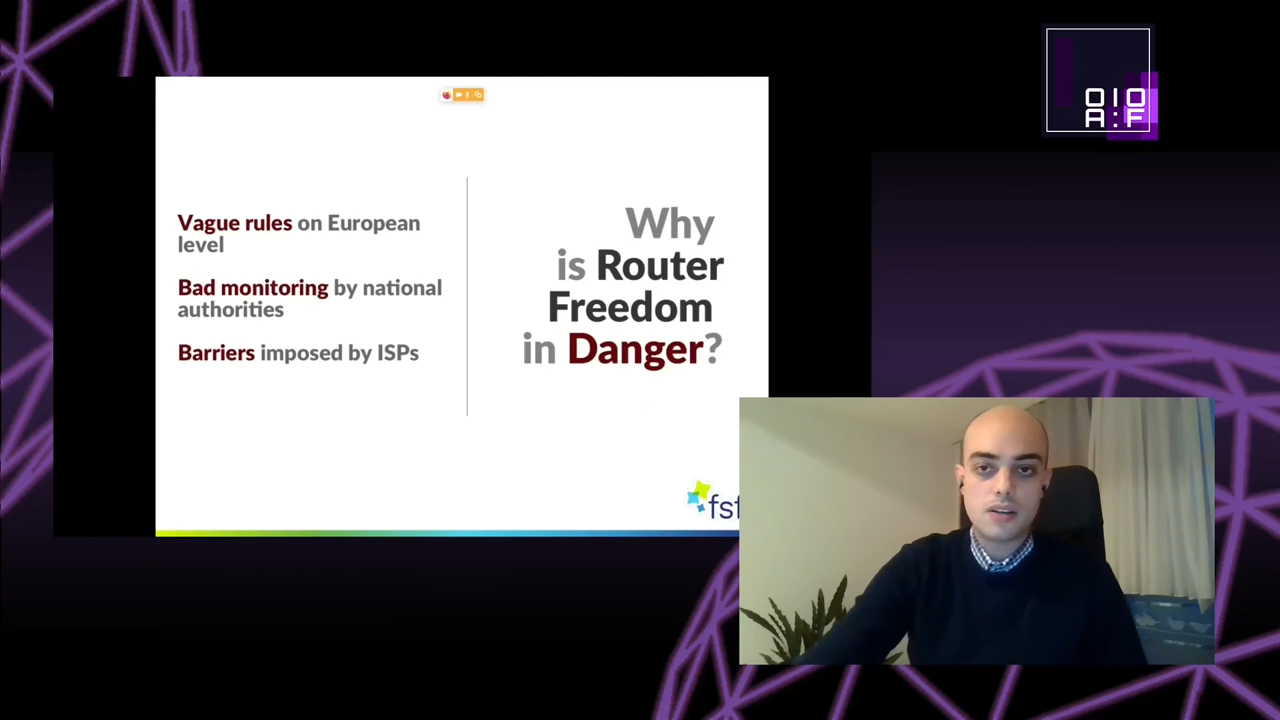 Vague rules on European
level
Bad monitoring by national
authorities
Barriers imposed by ISPs
Why
is Router
Freedom
in Danger?
fsf
OIO
A:F